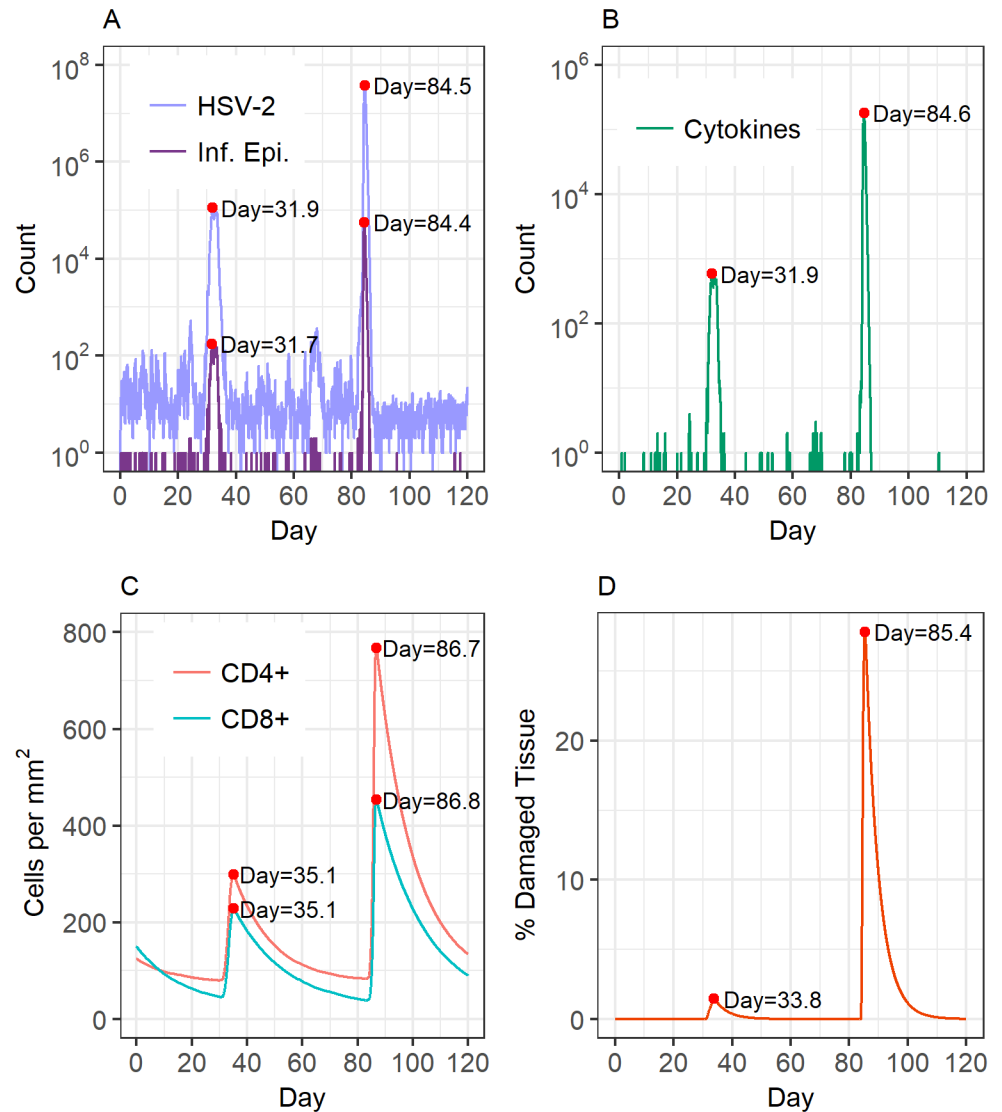 A
Count
10^8
10^6
10^4
10^2
10^0
HSV-2
Inf. Epi.
Day=84.5
Day=31.9
Day=84.4
Day=31.7
0 20 40 60 80 100 120
Day
B
Count
10^6
10^4
10^2
10^0
Cytokines
Day=84.6
Day=31.9
0 20 40 60 80 100 120
Day
C
Cells per mm^2
800
600
400
200
0
CD4+
CD8+
Day=86.7
Day=86.8
Day=35.1
Day=35.1
0 20 40 60 80 100 120
Day
D
% Damaged Tissue
20
10
0
Day=85.4
Day=33.8
0 20 40 60 80 100 120
Day